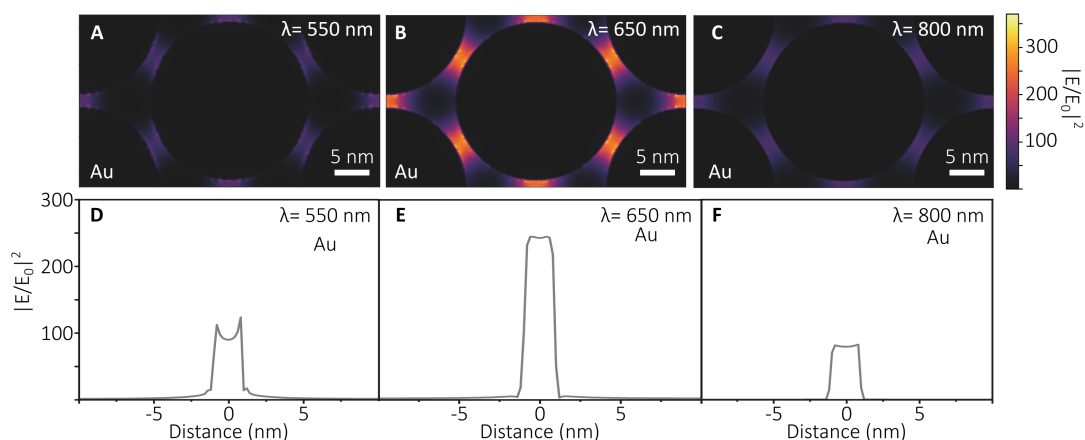 A
λ= 550 nm
Au
5 nm
B
λ= 650 nm
5 nm
C
λ= 800 nm
5 nm
300
200
100
|E/E₀|²
D
λ= 550 nm
Au
E
λ= 650 nm
Au
F
λ= 800 nm
Au
300
200
100
|E/E₀|²
-5
0
5
Distance (nm)
-5
0
5
Distance (nm)
-5
0
5
Distance (nm)